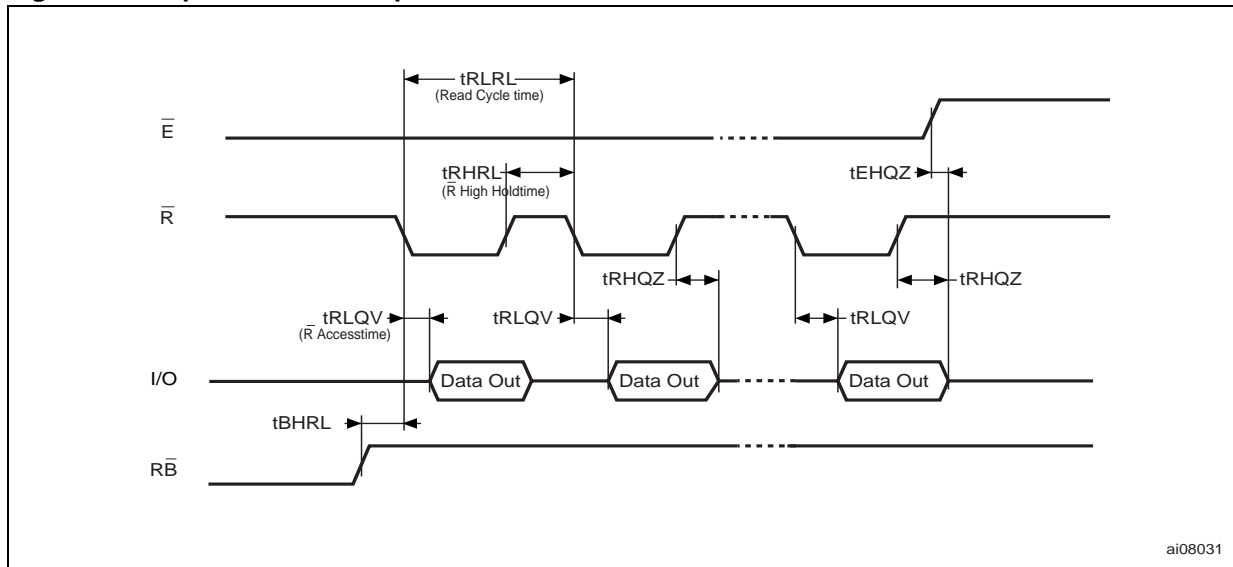 tRLRL
(Read Cycle time)
E̅
tRHRL
(R̅ High Holdtime)
tEHQZ
R̅
tRHQZ
tRHQZ
tRLQV
(R̅ Accesstime)
tRLQV
tRLQV
I/O
Data Out
Data Out
Data Out
tBHRL
RB̅
ai08031